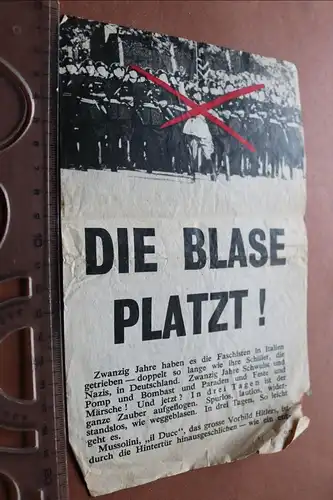 DIE BLASE
PLATZT !
Zwanzig Jahre haben es die Faschisten in Italien
getrieben — doppelt so lange wie ihre Schüler, die
Nazis, in Deutschland. Zwanzig Jahre Schwulst und
Pomp und Bombast und Paraden und Feste und
Märsche ! Und jetzt ? In drei Tagen ist der
ganze Zauber aufgeflogen. Spurlos, lautlos, wider-
standslos, wie weggeblasen. In drei Tagen. So leicht
geht es.
Mussolini, „il Duce", das grosse Vorbild Hitlers, ist
durch die Hintertür hinausgeschlichen — wie ein